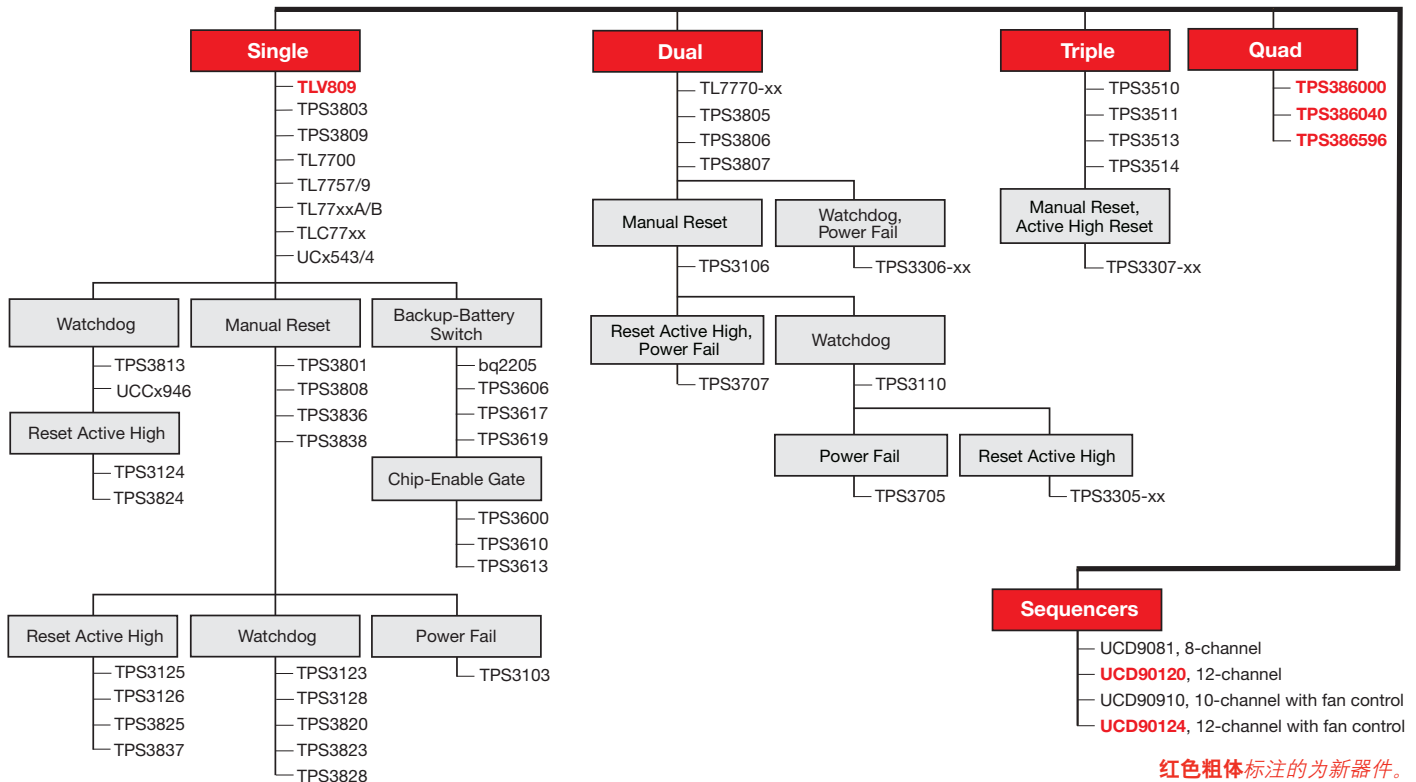 Single
TLV809
TPS3803
TPS3809
TL7700
TL7757/9
TL77xxA/B
TLC77xx
UCx543/4
Watchdog
TPS3813
UCCx946
Reset Active High
TPS3124
TPS3824
Manual Reset
TPS3801
TPS3808
TPS3836
TPS3838
Backup-Battery
Switch
bq2205
TPS3606
TPS3617
TPS3619
Chip-Enable Gate
TPS3600
TPS3610
TPS3613
Reset Active High
TPS3125
TPS3126
TPS3825
TPS3837
Watchdog
TPS3123
TPS3128
TPS3820
TPS3823
TPS3828
Power Fail
TPS3103
Dual
TL7770-xx
TPS3805
TPS3806
TPS3807
Manual Reset
TPS3106
Watchdog,
Power Fail
TPS3306-xx
Reset Active High,
Power Fail
TPS3707
Watchdog
TPS3110
Power Fail
TPS3705
Reset Active High
TPS3305-xx
Triple
TPS3510
TPS3511
TPS3513
TPS3514
Manual Reset,
Active High Reset
TPS3307-xx
Quad
TPS386000
TPS386040
TPS386596
Sequencers
UCD9081, 8-channel
UCD90120, 12-channel
UCD90910, 10-channel with fan control
UCD90124, 12-channel with fan control
红色粗体标注的为新器件。